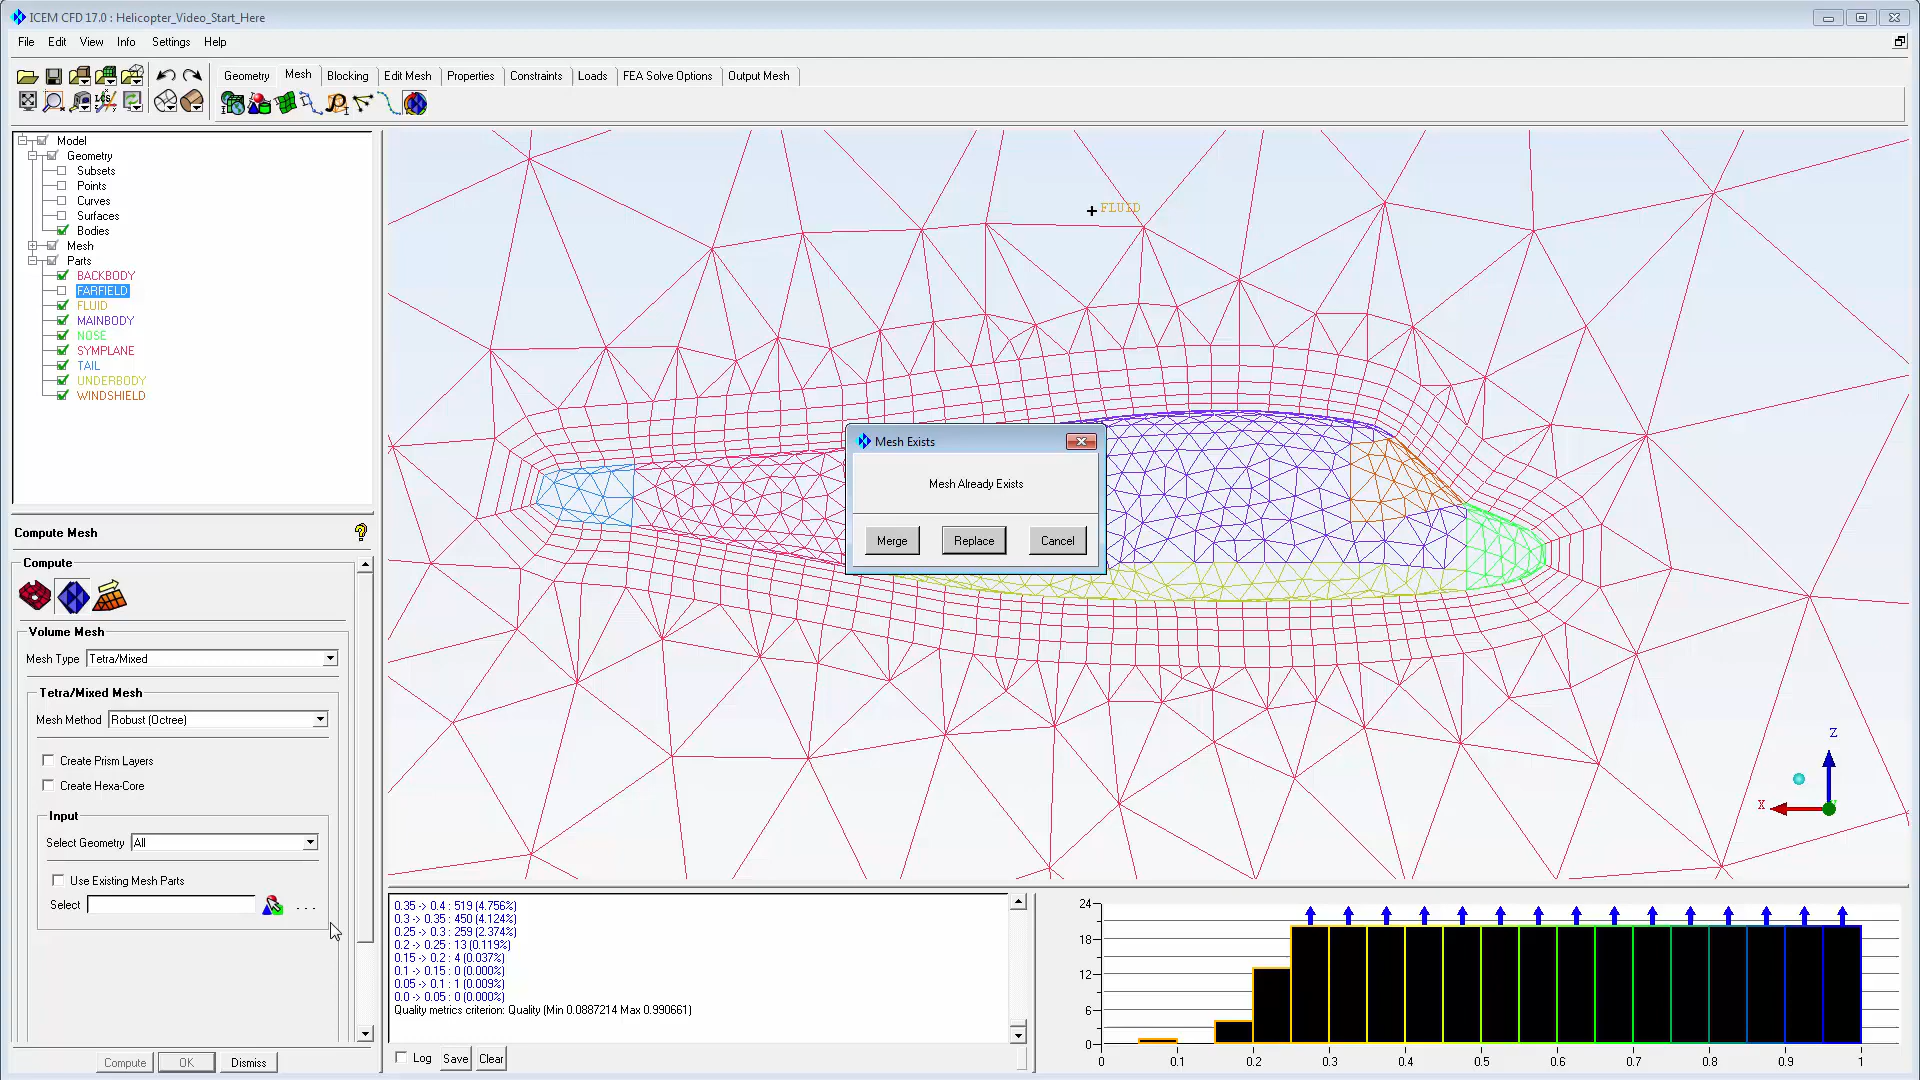 ICEM CFD 17.0 : Helicopter_Video_Start_Here
File Edit View Info Settings Help
Geometry Mesh Blocking Edit Mesh Properties Constraints Loads FEA Solve Options Output Mesh
Model
Geometry
Subsets
Points
Curves
Surfaces
Bodies
Mesh
Parts
BACKBODY
FARFIELD
FLUID
MAINBODY
NOSE
SYMPLANE
TAIL
UNDERBODY
WINDSHIELD
Compute Mesh
Compute
Volume Mesh
Mesh Type Tetra/Mixed
Tetra/Mixed Mesh
Mesh Method Robust (Octree)
Create Prism Layers
Create Hexa-Core
Input
Select Geometry All
Use Existing Mesh Parts
Select ...
Compute OK Dismiss
FLUID
Mesh Exists
Mesh Already Exists
Merge Replace Cancel
Z
X
0.35 -> 0.4 : 519 (4.756%)
0.3 -> 0.35 : 450 (4.124%)
0.25 -> 0.3 : 259 (2.374%)
0.2 -> 0.25 : 13 (0.119%)
0.15 -> 0.2 : 4 (0.037%)
0.1 -> 0.15 : 0 (0.000%)
0.05 -> 0.1 : 1 (0.009%)
0.0 -> 0.05 : 0 (0.000%)
Quality metrics criterion: Quality (Min 0.0887214 Max 0.990661)
Log Save Clear
24
18
12
6
0
0 0.1 0.2 0.3 0.4 0.5 0.6 0.7 0.8 0.9 1